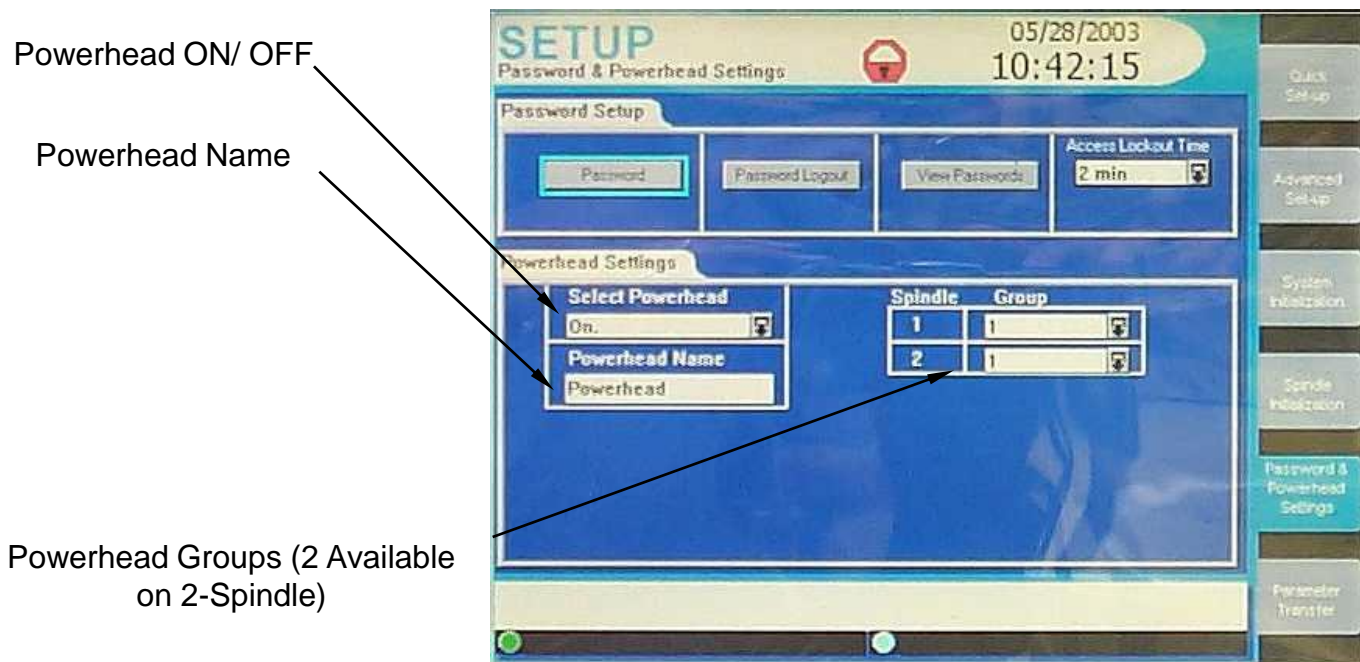 Powerhead ON/ OFF
Powerhead Name
Powerhead Groups (2 Available
on 2-Spindle)
SETUP
Password & Powerhead Settings
05/28/2003
10:42:15
Password Setup
Password
Password Logout
View Passwords
Access Lockout Time
2 min
Powerhead Settings
Select Powerhead
On.
Powerhead Name
Powerhead
Spindle Group
1 1
2 1
Quick
Set-up
Advanced
Set-up
System
Initialization
Spindle
Initialization
Password &
Powerhead
Settings
Parameter
Transfer